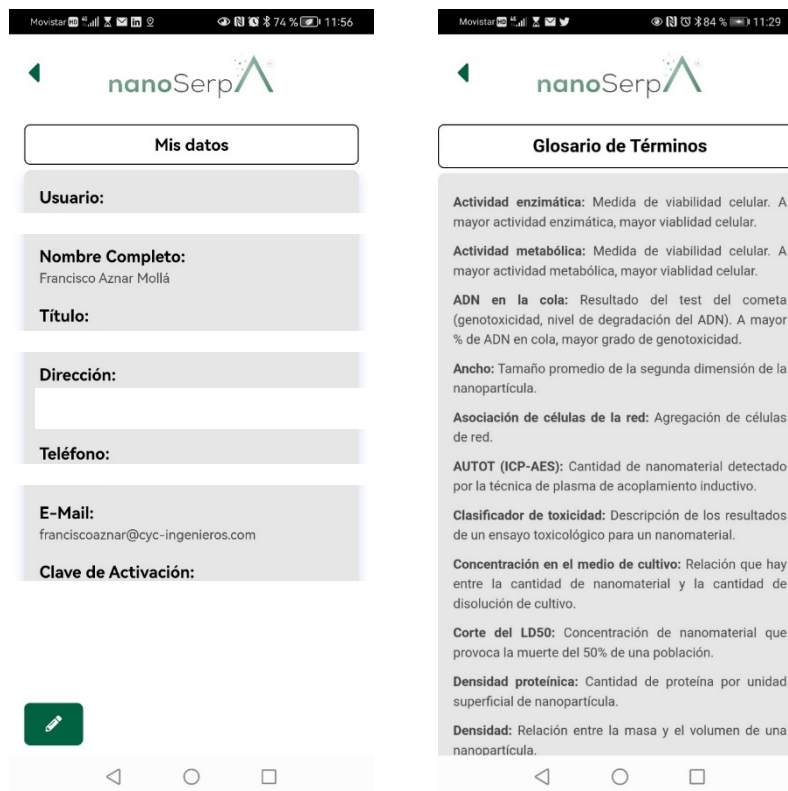 Movistar HD 4G 74 % 11:56
nanoSerpA
Mis datos
Usuario:
Nombre Completo:
Francisco Aznar Mollá
Título:
Dirección:
Teléfono:
E-Mail:
franciscoaznar@cyc-ingenieros.com
Clave de Activación:
Movistar HD 4G 84 % 11:29
nanoSerpA
Glosario de Términos
Actividad enzimática: Medida de viabilidad celular. A
mayor actividad enzimática, mayor viablidad celular.
Actividad metabólica: Medida de viabilidad celular. A
mayor actividad metabólica, mayor viablidad celular.
ADN en la cola: Resultado del test del cometa
(genotoxicidad, nivel de degradación del ADN). A mayor
% de ADN en cola, mayor grado de genotoxicidad.
Ancho: Tamaño promedio de la segunda dimensión de la
nanopartícula.
Asociación de células de la red: Agregación de células
de red.
AUTOT (ICP-AES): Cantidad de nanomaterial detectado
por la técnica de plasma de acoplamiento inductivo.
Clasificador de toxicidad: Descripción de los resultados
de un ensayo toxicológico para un nanomaterial.
Concentración en el medio de cultivo: Relación que hay
entre la cantidad de nanomaterial y la cantidad de
disolución de cultivo.
Corte del LD50: Concentración de nanomaterial que
provoca la muerte del 50% de una población.
Densidad proteínica: Cantidad de proteína por unidad
superficial de nanopartícula.
Densidad: Relación entre la masa y el volumen de una
nanopartícula.